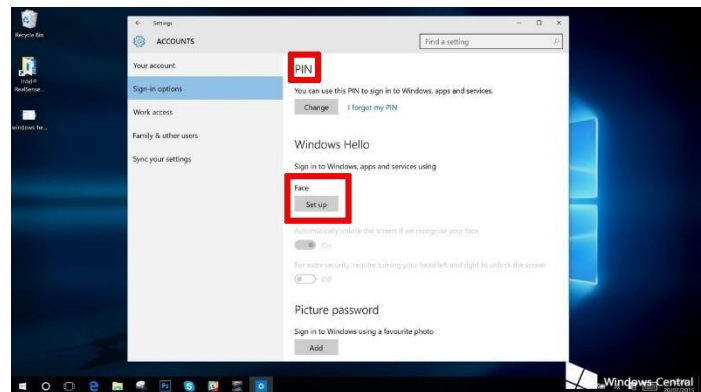 Recycle Bin
Intel®
RealSense...
windows he...
Settings
ACCOUNTS
Find a setting
Your account
Sign-in options
Work access
Family & other users
Sync your settings
PIN
You can use this PIN to sign in to Windows, apps and services.
Change
I forgot my PIN
Windows Hello
Sign in to Windows, apps and services using
Face
Set up
Automatically unlock the screen if we recognise your face
On
For extra security, require turning your head left and right to unlock the screen
Off
Picture password
Sign in to Windows using a favourite photo
Add
Windows Central
20/07/2015